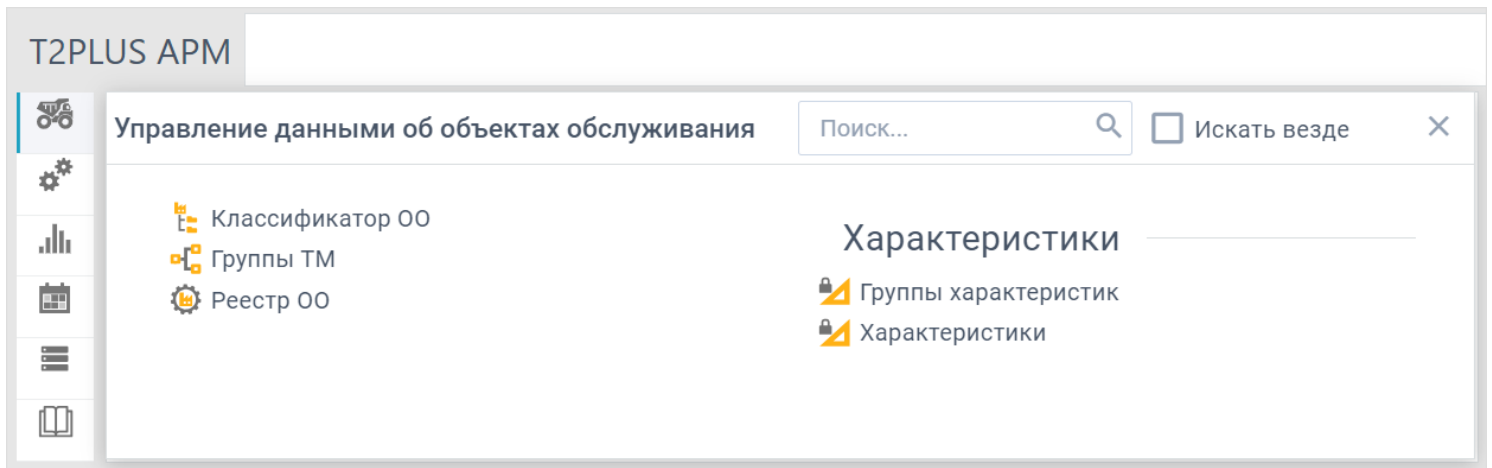 T2PLUS APM
Управление данными об объектах обслуживания
Поиск...
Искать везде
Классификатор ОО
Группы ТМ
Реестр ОО
Характеристики
Группы характеристик
Характеристики